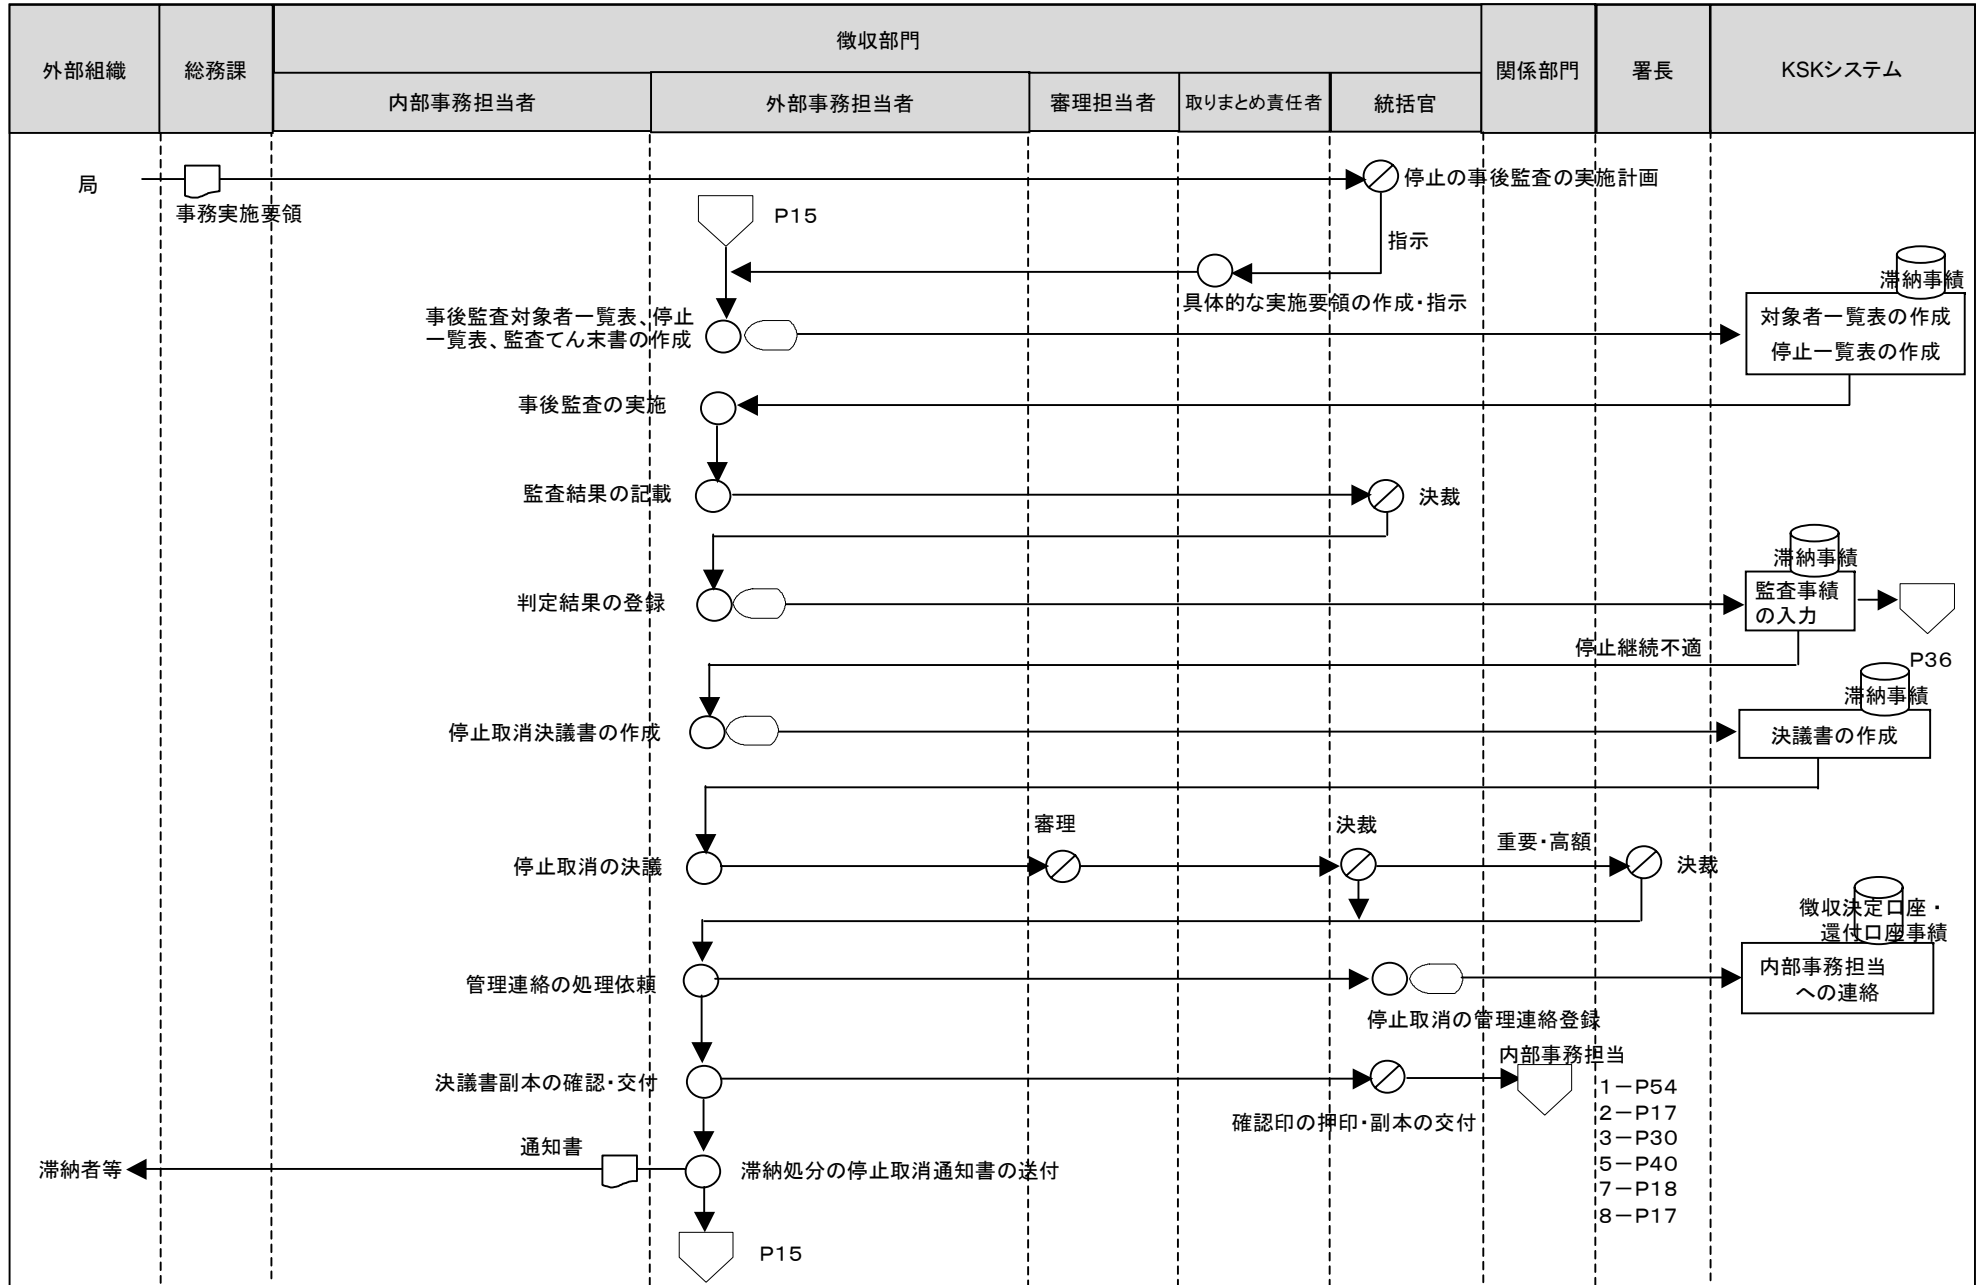 外部組織
総務課
徴収部門
関係部門
署長
KSKシステム
内部事務担当者
外部事務担当者
審理担当者
取りまとめ責任者
統括官
局
事務実施要領
停止の事後監査の実施計画
P15
指示
具体的な実施要領の作成・指示
滞納事績
事後監査対象者一覧表、停止
一覧表、監査てん末書の作成
対象者一覧表の作成
停止一覧表の作成
事後監査の実施
監査結果の記載
決裁
滞納事績
判定結果の登録
監査事績
の入力
停止継続不適
P36
滞納事績
停止取消決議書の作成
決議書の作成
審理
決裁
重要・高額
停止取消の決議
決裁
徴収決定口座・
還付口座事績
管理連絡の処理依頼
内部事務担当
への連絡
停止取消の管理連絡登録
内部事務担当
決議書副本の確認・交付
確認印の押印・副本の交付
1－P54
2－P17
3－P30
5－P40
7－P18
8－P17
通知書
滞納者等
滞納処分の停止取消通知書の送付
P15